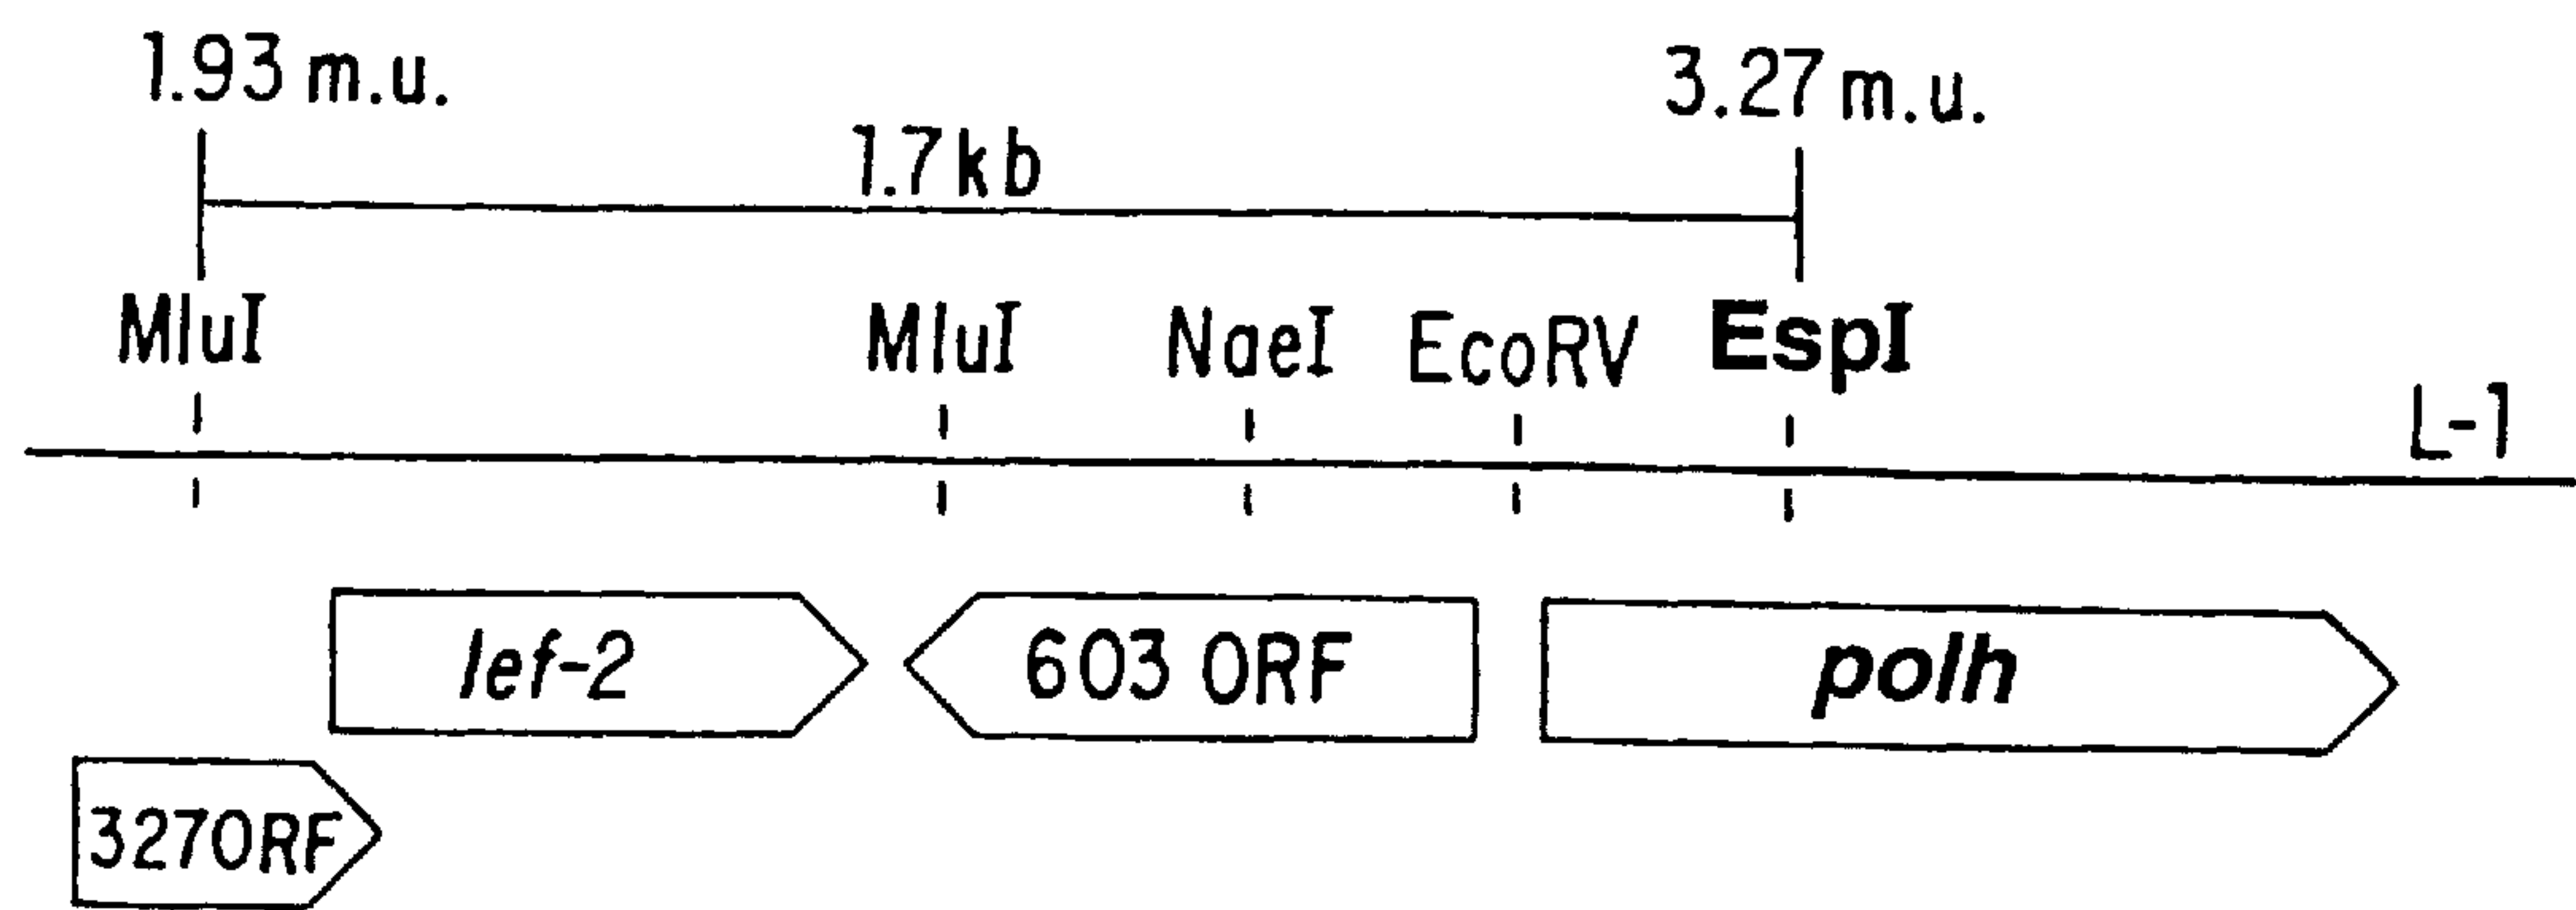 1.93 m.u. 3.27 m.u.
1.7 kb
MluI MluI NaeI EcoRV EspI
L-1
lef-2 603 ORF polh
327ORF